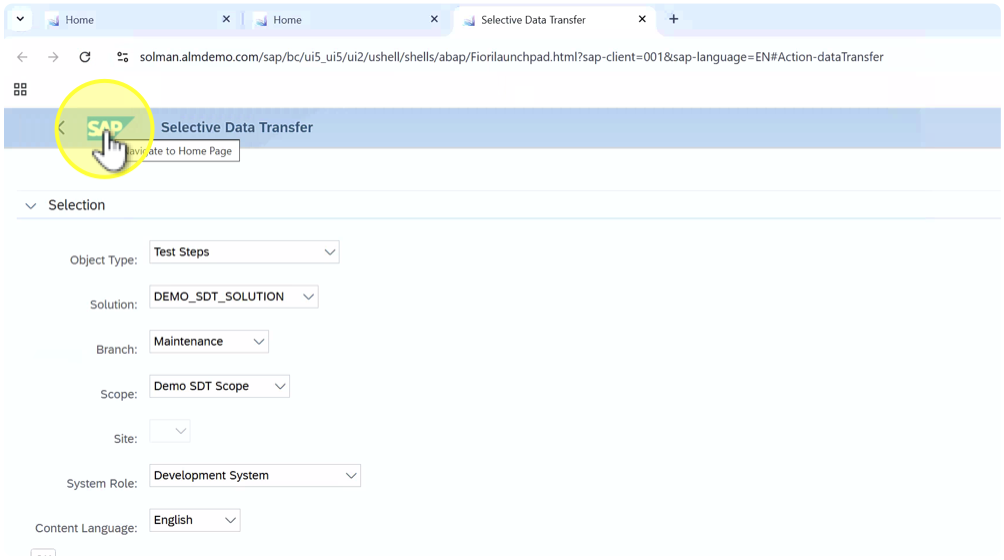 Home
Home
Selective Data Transfer
solman.almdemo.com/sap/bc/ui5_ui5/ui2/ushell/shells/abap/Fiorilaunchpad.html?sap-client=001&sap-language=EN#Action-dataTransfer
SAP Selective Data Transfer
to Home Page
Selection
Object Type: Test Steps
Solution: DEMO_SDT_SOLUTION
Branch: Maintenance
Scope: Demo SDT Scope
Site:
System Role: Development System
Content Language: English